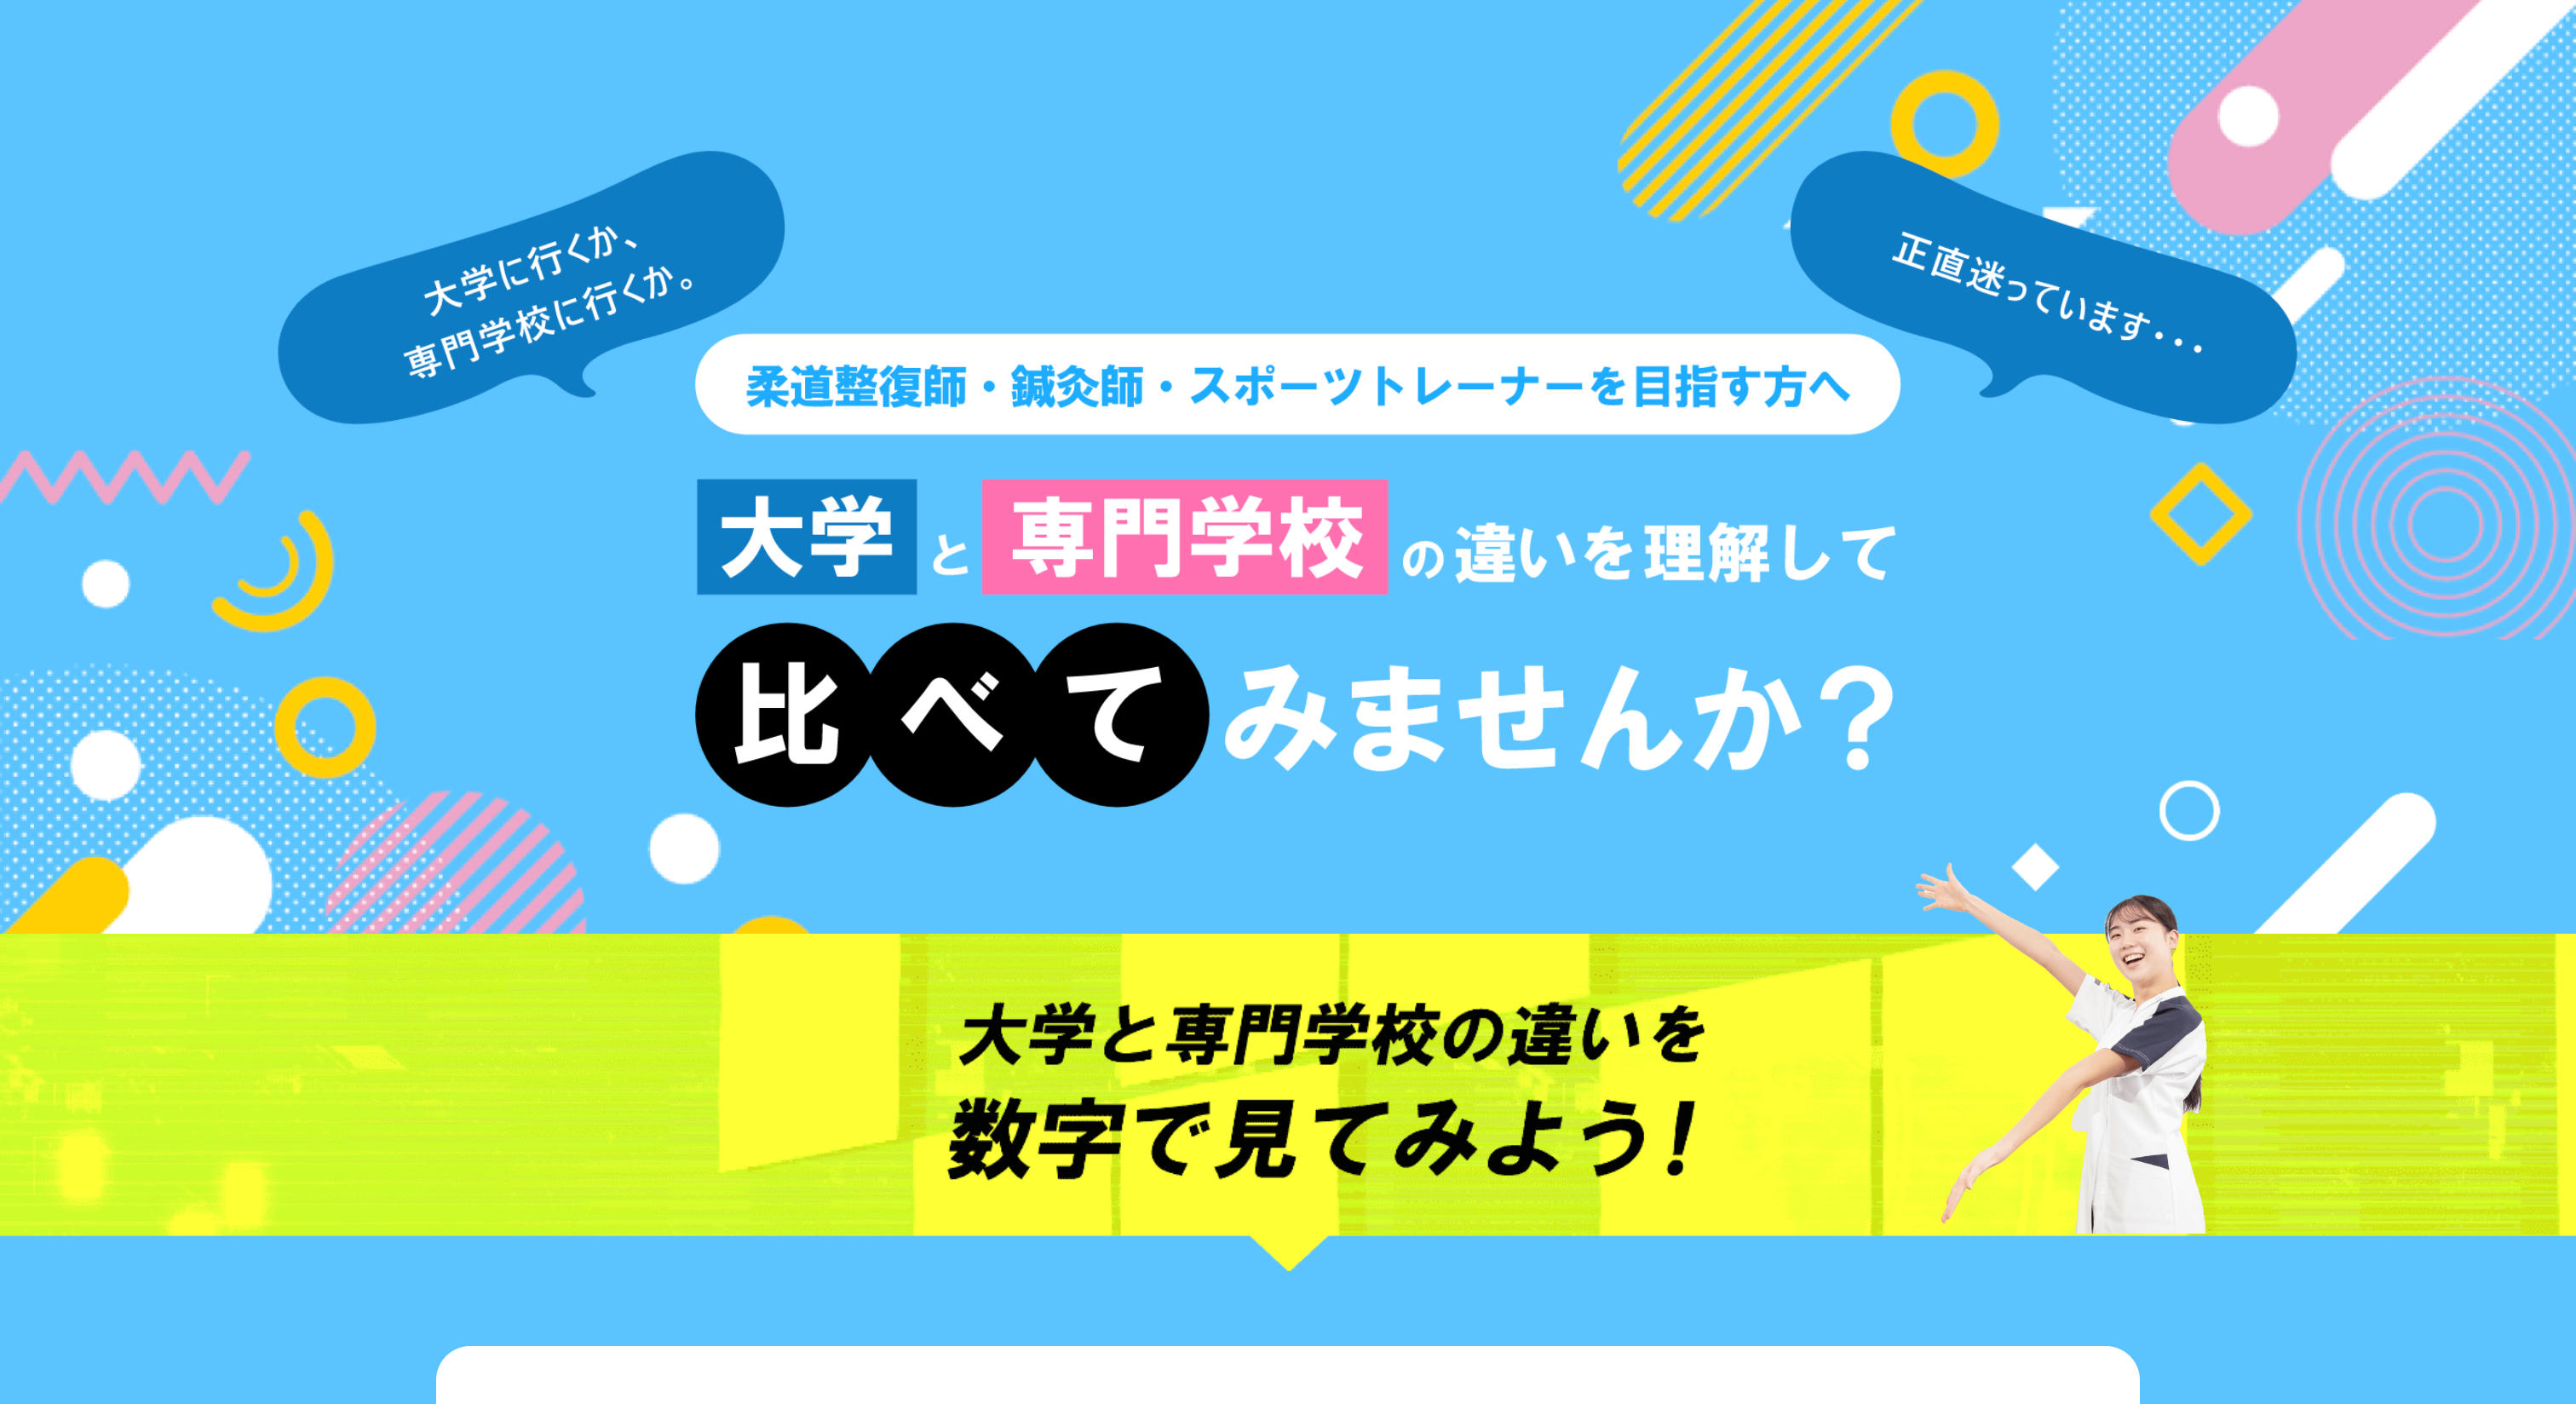 大学に行くか、
専門学校に行くか。
正直迷っています・・・
柔道整復師・鍼灸師・スポーツトレーナーを目指す方へ
大学と専門学校の違いを理解して
比べてみませんか？
大学と専門学校の違いを
数字で見てみよう！